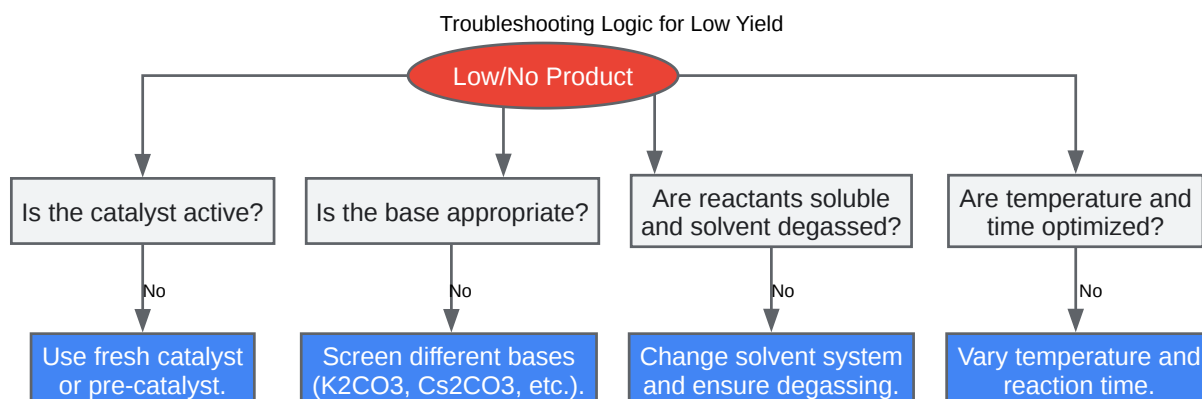 Troubleshooting Logic for Low Yield
Low/No Product
Is the catalyst active?
Is the base appropriate?
Are reactants soluble
and solvent degassed?
Are temperature and
time optimized?
No
No
No
No
Use fresh catalyst
or pre-catalyst.
Screen different bases
(K2CO3, Cs2CO3, etc.).
Change solvent system
and ensure degassing.
Vary temperature and
reaction time.